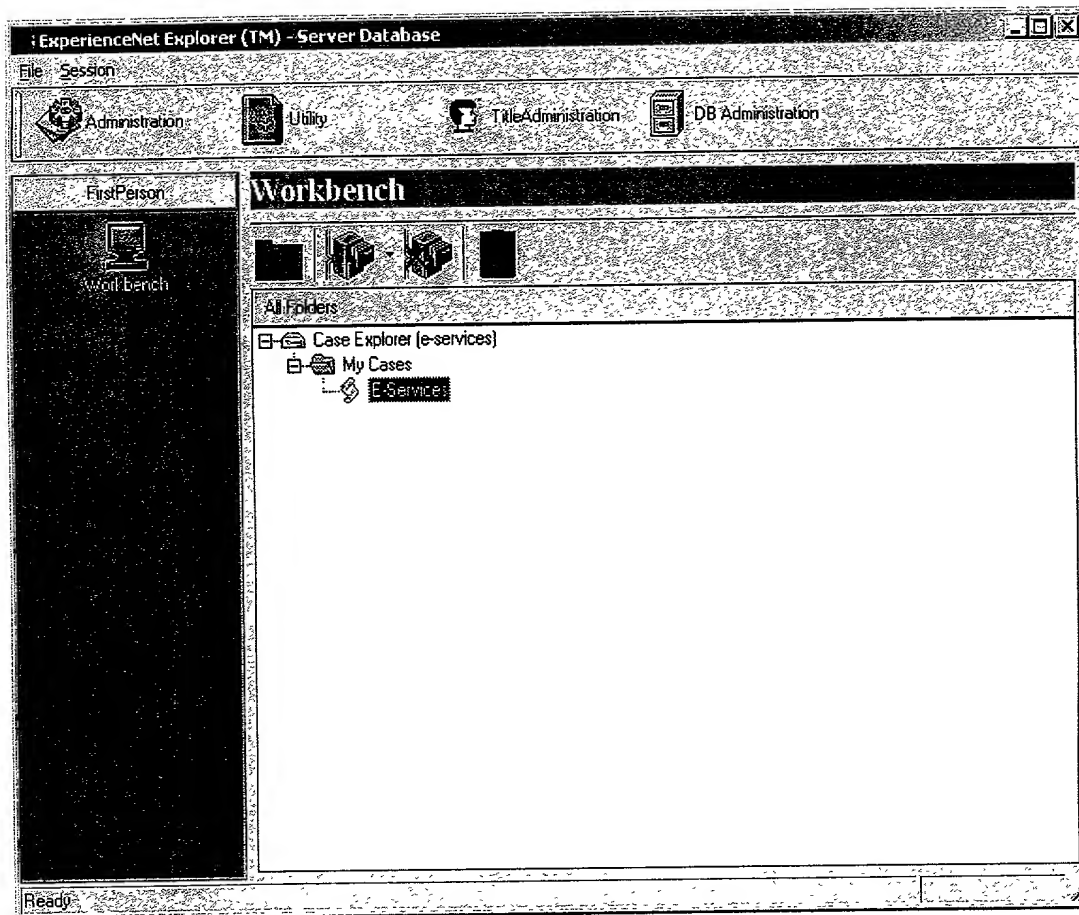 ExperienceNet Explorer (TM) - Server Database
File Session
Administration Utility TitleAdministration DB Administration
FirstPerson
Workbench
Workbench
All Folders
Case Explorer (e-services)
My Cases
E-Services
Ready